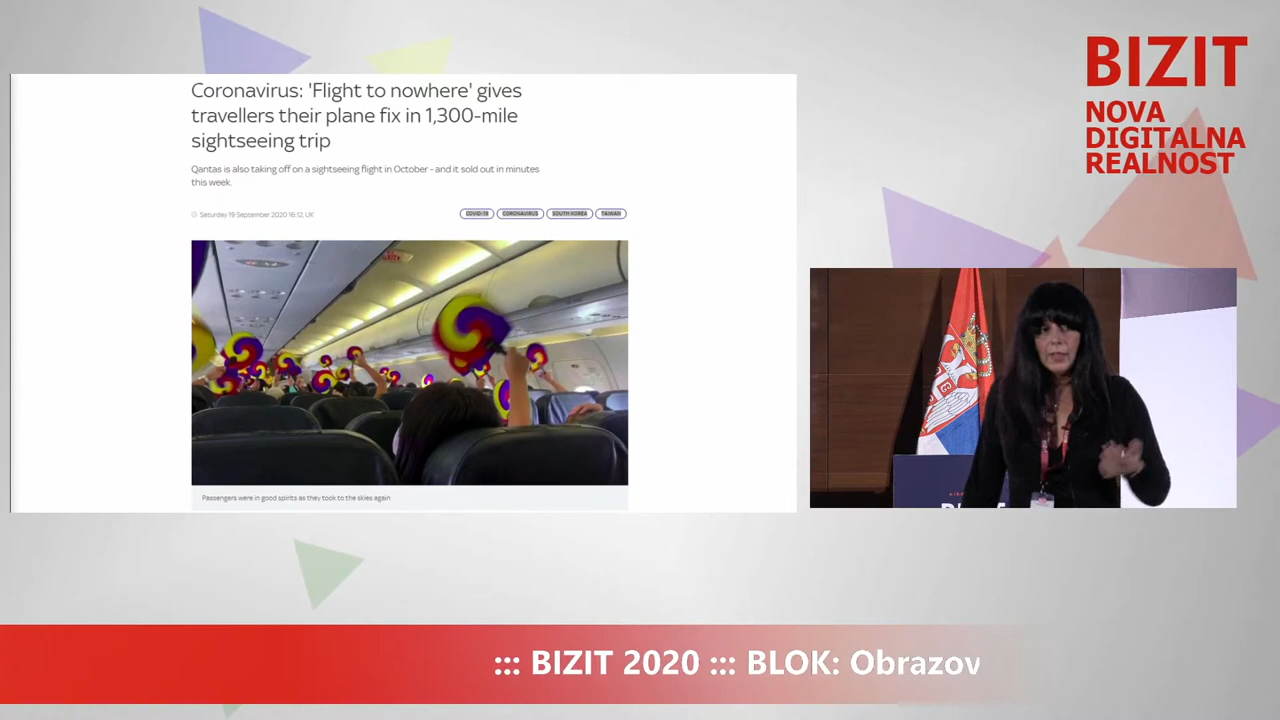 Coronavirus: 'Flight to nowhere' gives
travellers their plane fix in 1,300-mile
sightseeing trip
Qantas is also taking off on a sightseeing flight in October - and it sold out in minutes
this week.
Saturday 19 September 2020 16:12, UK
COVID-19
CORONAVIRUS
SOUTH KOREA
TAIWAN
EXIT
Passengers were in good spirits as they took to the skies again
BIZIT
NOVA
DIGITALNA
REALNOST
::: BIZIT 2020 ::: BLOK: Obrazov